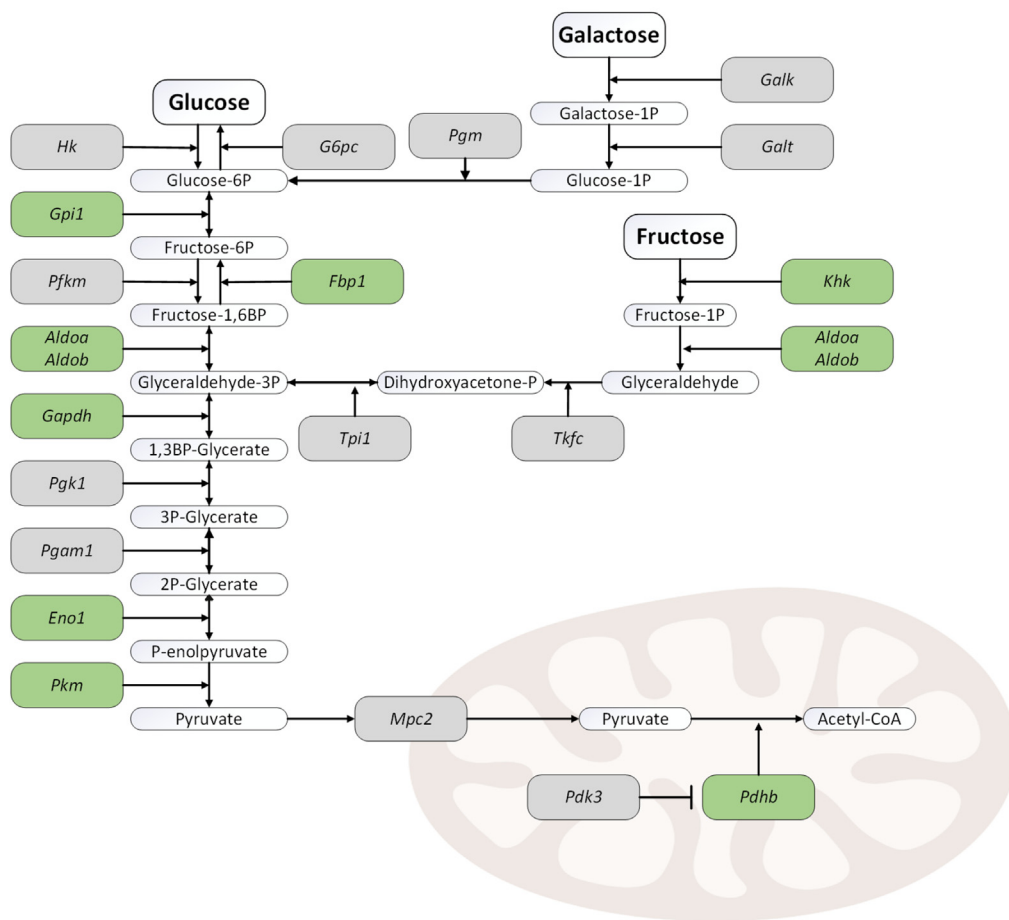 Galactose
Galk
Glucose
Galactose-1P
Hk
G6pc
Pgm
Galt
Glucose-6P
Glucose-1P
Gpi1
Fructose-6P
Fructose
Pfkm
Fbp1
Khk
Fructose-1,6BP
Fructose-1P
Aldoa
Aldob
Aldoa
Aldob
Glyceraldehyde-3P
Dihydroxyacetone-P
Glyceraldehyde
Gapdh
Tpi1
Tkfc
1,3BP-Glycerate
Pgk1
3P-Glycerate
Pgam1
2P-Glycerate
Eno1
P-enolpyruvate
Pkm
Pyruvate
Mpc2
Pyruvate
Acetyl-CoA
Pdk3
Pdhb